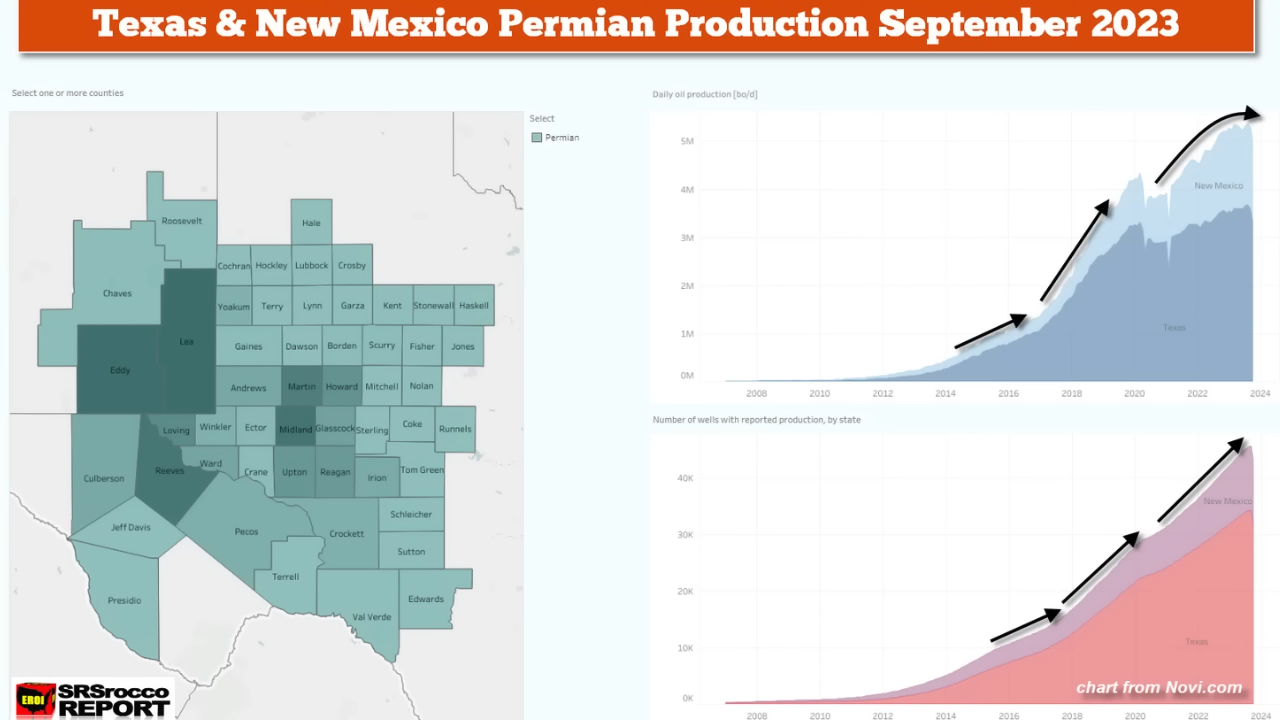 Texas & New Mexico Permian Production September 2023
Select one or more counties
Select
Permian
Roosevelt
Hale
Chaves
Cochran
Hockley
Lubbock
Crosby
Yoakum
Terry
Lynn
Garza
Kent
Stonewall
Haskell
Lea
Eddy
Gaines
Dawson
Borden
Scurry
Fisher
Jones
Andrews
Martin
Howard
Mitchell
Nolan
Loving
Winkler
Ector
Midland
Glasscock
Sterling
Coke
Runnels
Culberson
Reeves
Ward
Crane
Upton
Reagan
Irion
Tom Green
Jeff Davis
Pecos
Crockett
Schleicher
Sutton
Terrell
Presidio
Val Verde
Edwards
EROI
SRSrocco
REPORT
Daily oil production [bo/d]
5M
4M
3M
2M
1M
0M
New Mexico
Texas
2008
2010
2012
2014
2016
2018
2020
2022
2024
Number of wells with reported production, by state
40K
30K
20K
10K
0K
New Mexico
Texas
chart from Novi.com
2008
2010
2012
2014
2016
2018
2020
2022
2024